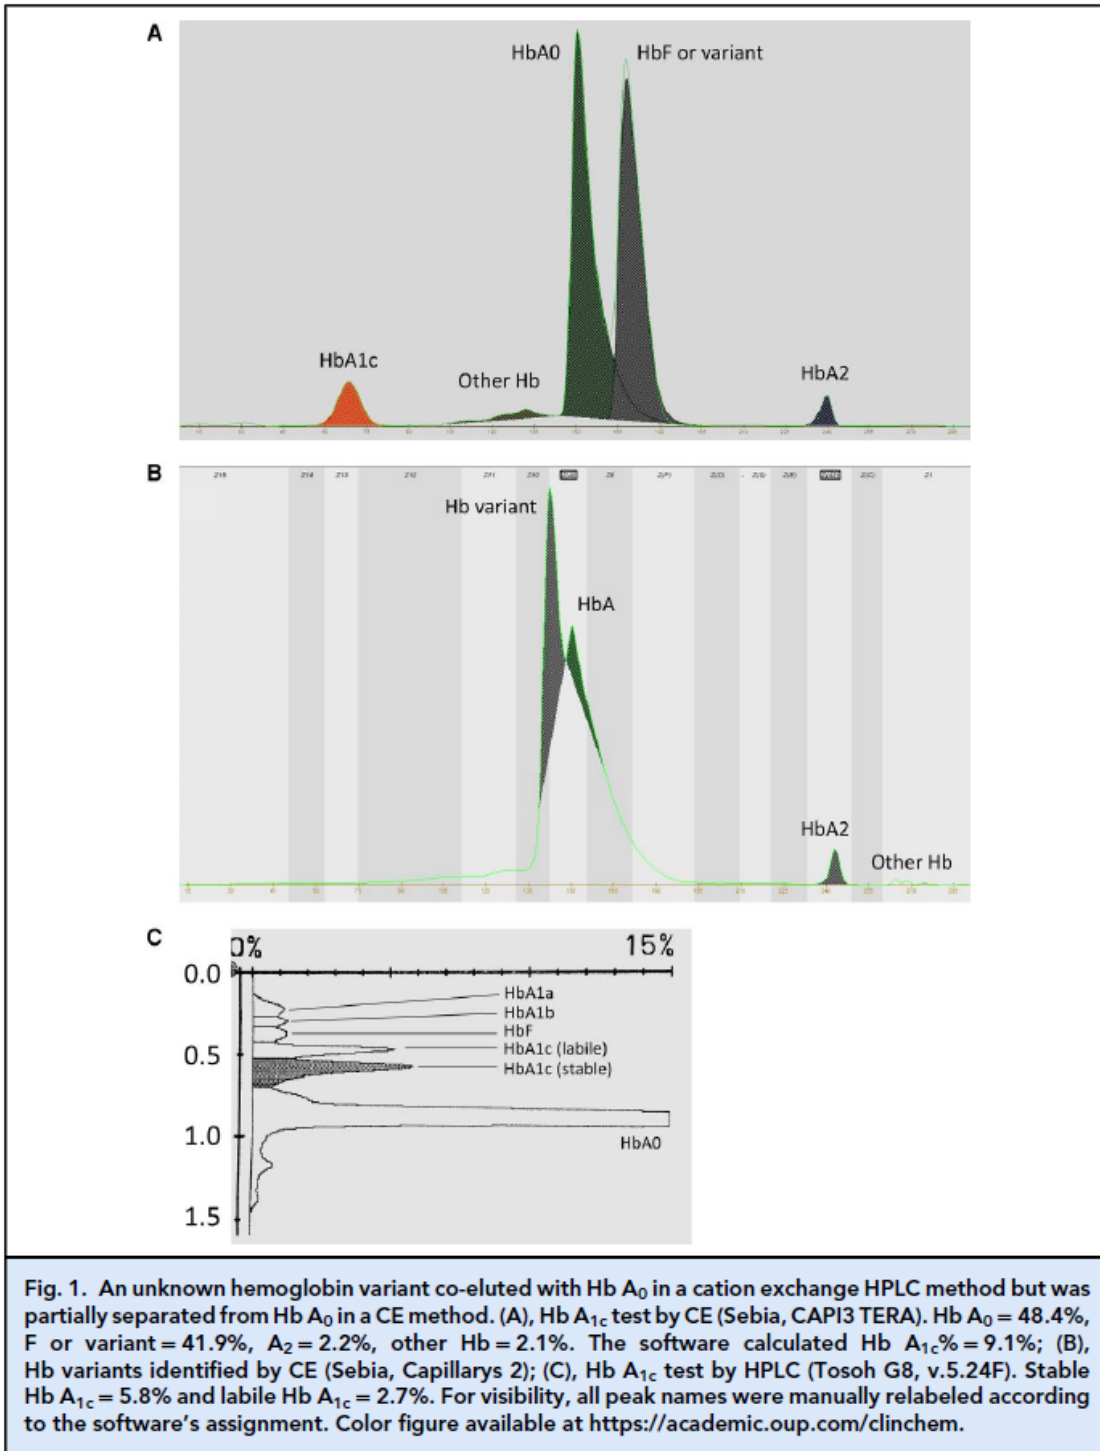 A
HbA0
HbF or variant
HbA1c
Other Hb
HbA2
B
Hb variant
HbA
HbA2
Other Hb
C
0%
15%
0.0
HbA1a
HbA1b
HbF
HbA1c (labile)
0.5
HbA1c (stable)
1.0
HbA0
1.5
Fig. 1. An unknown hemoglobin variant co-eluted with Hb A0 in a cation exchange HPLC method but was
partially separated from Hb A0 in a CE method. (A), Hb A1c test by CE (Sebia, CAPI3 TERA). Hb A0 = 48.4%,
F or variant = 41.9%, A2 = 2.2%, other Hb = 2.1%. The software calculated Hb A1c% = 9.1%; (B),
Hb variants identified by CE (Sebia, Capillarys 2); (C), Hb A1c test by HPLC (Tosoh G8, v.5.24F). Stable
Hb A1c = 5.8% and labile Hb A1c = 2.7%. For visibility, all peak names were manually relabeled according
to the software's assignment. Color figure available at https://academic.oup.com/clinchem.